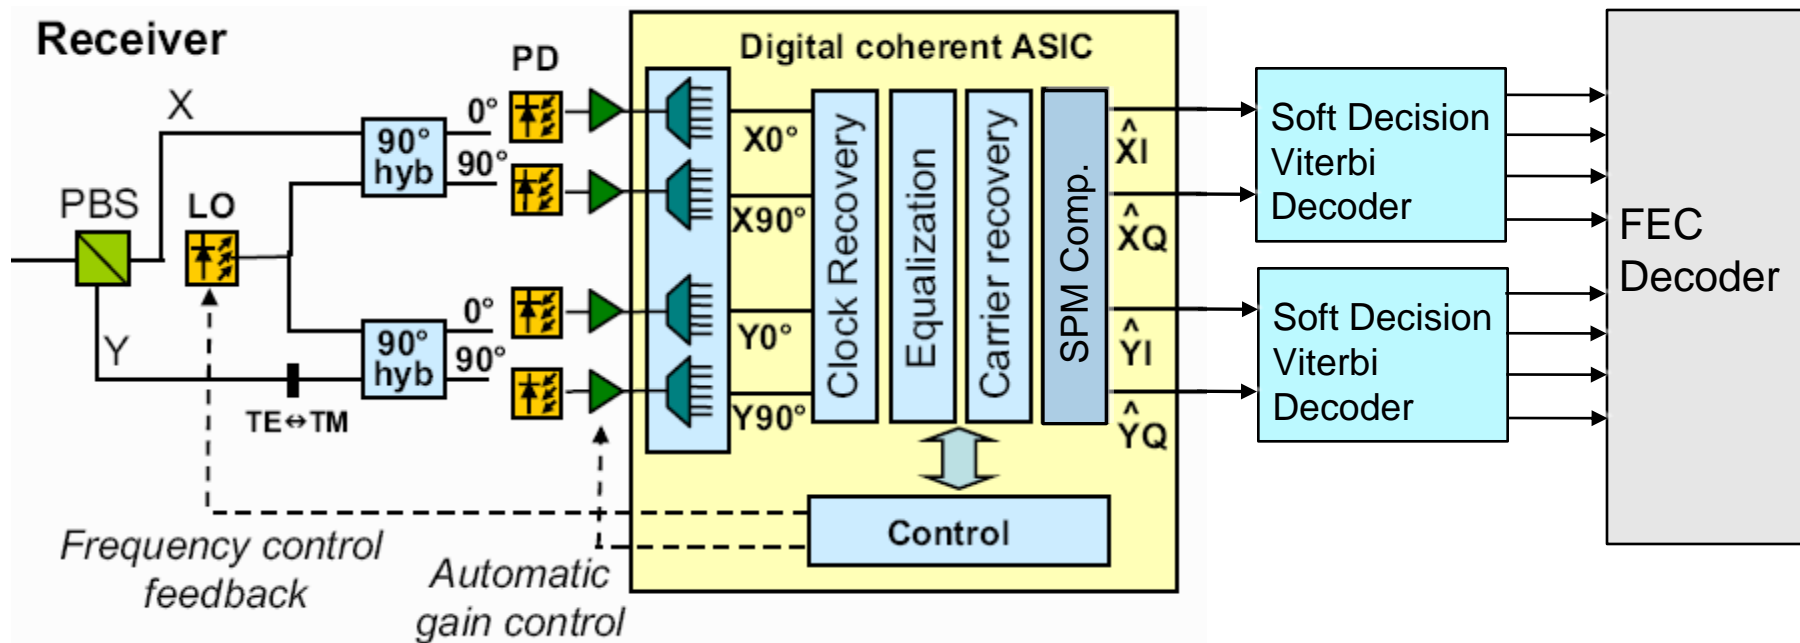 Receiver
X
PBS
LO
Y
TE↔TM
90°
hyb
0°
90°
90°
hyb
0°
90°
PD
Digital coherent ASIC
X0°
X90°
Y0°
Y90°
Clock Recovery
Equalization
Carrier recovery
SPM Comp.
X̂I
X̂Q
ŶI
ŶQ
Control
Frequency control
feedback
Automatic
gain control
Soft Decision
Viterbi
Decoder
Soft Decision
Viterbi
Decoder
FEC
Decoder